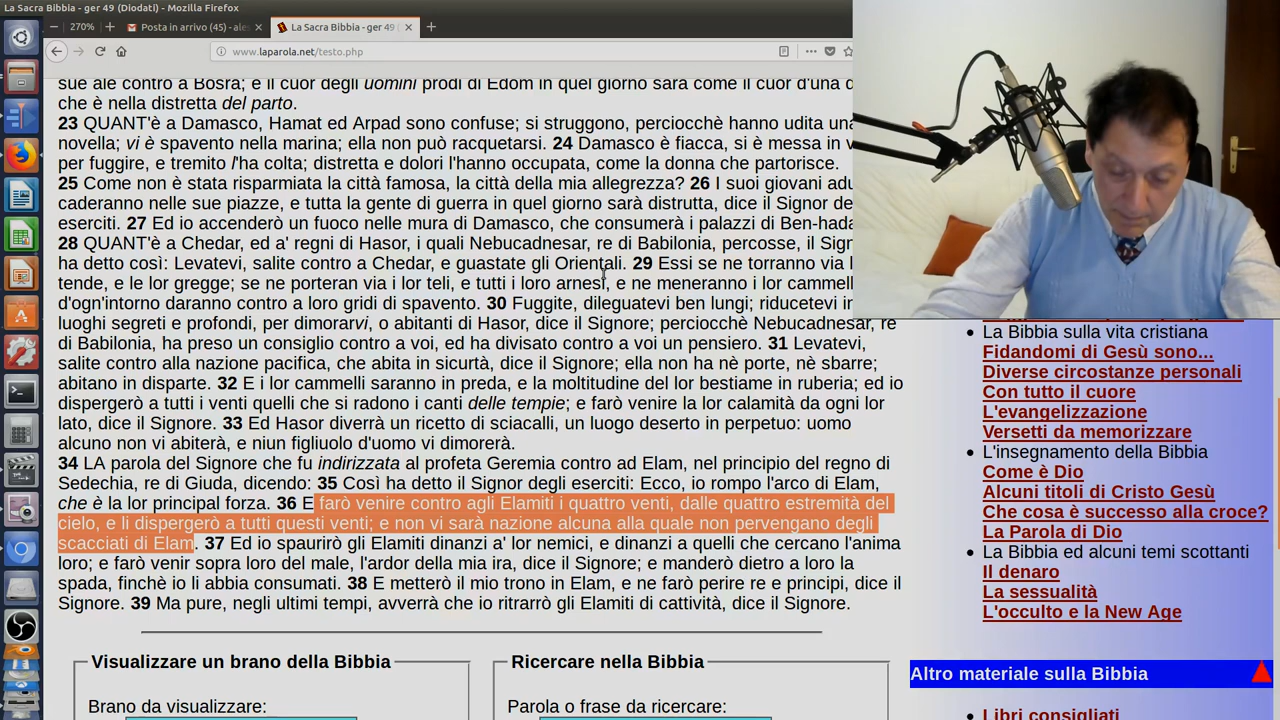 La Sacra Bibbia - ger 49 (Diodati) - Mozilla Firefox
270%
Posta in arrivo (45) - ales
La Sacra Bibbia - ger 49 (
www.laparola.net/testo.php
sue ale contro a Bosra; e il cuor degli uomini prodi di Edom in quel giorno sarà come il cuor d'una
che è nella distretta del parto.
23 QUANT'è a Damasco, Hamat ed Arpad sono confuse; si struggono, perciocchè hanno udita una
novella; vi è spavento nella marina; ella non può racquetarsi. 24 Damasco è fiacca, si è messa in
per fuggire, e tremito l'ha colta; distretta e dolori l'hanno occupata, come la donna che partorisce.
25 Come non è stata risparmiata la città famosa, la città della mia allegrezza? 26 I suoi giovani
caderanno nelle sue piazze, e tutta la gente di guerra in quel giorno sarà distrutta, dice il Signor
eserciti. 27 Ed io accenderò un fuoco nelle mura di Damasco, che consumerà i palazzi di Ben-hada
28 QUANT'è a Chedar, ed a' regni di Hasor, i quali Nebucadnesar, re di Babilonia, percosse, il
ha detto così: Levatevi, salite contro a Chedar, e guastate gli Orientali. 29 Essi se ne torranno via
tende, e le lor gregge; se ne porteran via i lor teli, e tutti i loro arnesi, e ne meneranno i lor cammell
d'ogn'intorno daranno contro a loro gridi di spavento. 30 Fuggite, dileguatevi ben lungi; riducetevi in
luoghi segreti e profondi, per dimorarvi, o abitanti di Hasor, dice il Signore; perciocchè Nebucadnesar, re
di Babilonia, ha preso un consiglio contro a voi, ed ha divisato contro a voi un pensiero. 31 Levatevi,
salite contro alla nazione pacifica, che abita in sicurtà, dice il Signore; ella non ha ne porte, nè sbarre;
abitano in disparte. 32 E i lor cammelli saranno in preda, e la moltitudine del lor bestiame in ruberia; ed io
dispergerò a tutti i venti quelli che si radono i canti delle tempie; e farò venire la lor calamità da ogni lor
lato, dice il Signore. 33 Ed Hasor diverrà un ricetto di sciacalli, un luogo deserto in perpetuo: uomo
alcuno non vi abiterà, e niun figliuolo d'uomo vi dimorerà.
34 LA parola del Signore che fu indirizzata al profeta Geremia contro ad Elam, nel principio del regno di
Sedechia, re di Giuda, dicendo: 35 Così ha detto il Signor degli eserciti: Ecco, io rompo l'arco di Elam,
che è la lor principal forza. 36 E farò venire contro agli Elamiti i quattro venti, dalle quattro estremità del
cielo, e li dispergerò a tutti questi venti; e non vi sarà nazione alcuna alla quale non pervengano degli
scacciati di Elam. 37 Ed io spaurirò gli Elamiti dinanzi a' lor nemici, e dinanzi a quelli che cercano l'anima
loro; e farò venir sopra loro del male, l'ardor della mia ira, dice il Signore; e manderò dietro a loro la
spada, finchè io li abbia consumati. 38 E metterò il mio trono in Elam, e ne farò perire re e principi, dice il
Signore. 39 Ma pure, negli ultimi tempi, avverrà che io ritrarrò gli Elamiti di cattività, dice il Signore.
Visualizzare un brano della Bibbia
Brano da visualizzare:
Ricercare nella Bibbia
Parola o frase da ricercare:
La Bibbia sulla vita cristiana
Fidandomi di Gesù sono...
Diverse circostanze personali
Con tutto il cuore
L'evangelizzazione
Versetti da memorizzare
L'insegnamento della Bibbia
Come è Dio
Alcuni titoli di Cristo Gesù
Che cosa è successo alla croce?
La Parola di Dio
La Bibbia ed alcuni temi scottanti
Il denaro
La sessualità
L'occulto e la New Age
Altro materiale sulla Bibbia
Libri consigliati